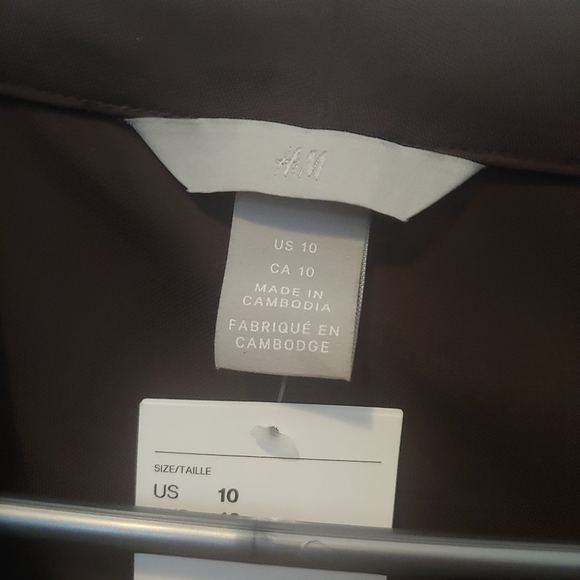 H&M
US 10
CA 10
MADE IN
CAMBODIA
FABRIQUÉ EN
CAMBODGE
SIZE/TAILLE
US 10